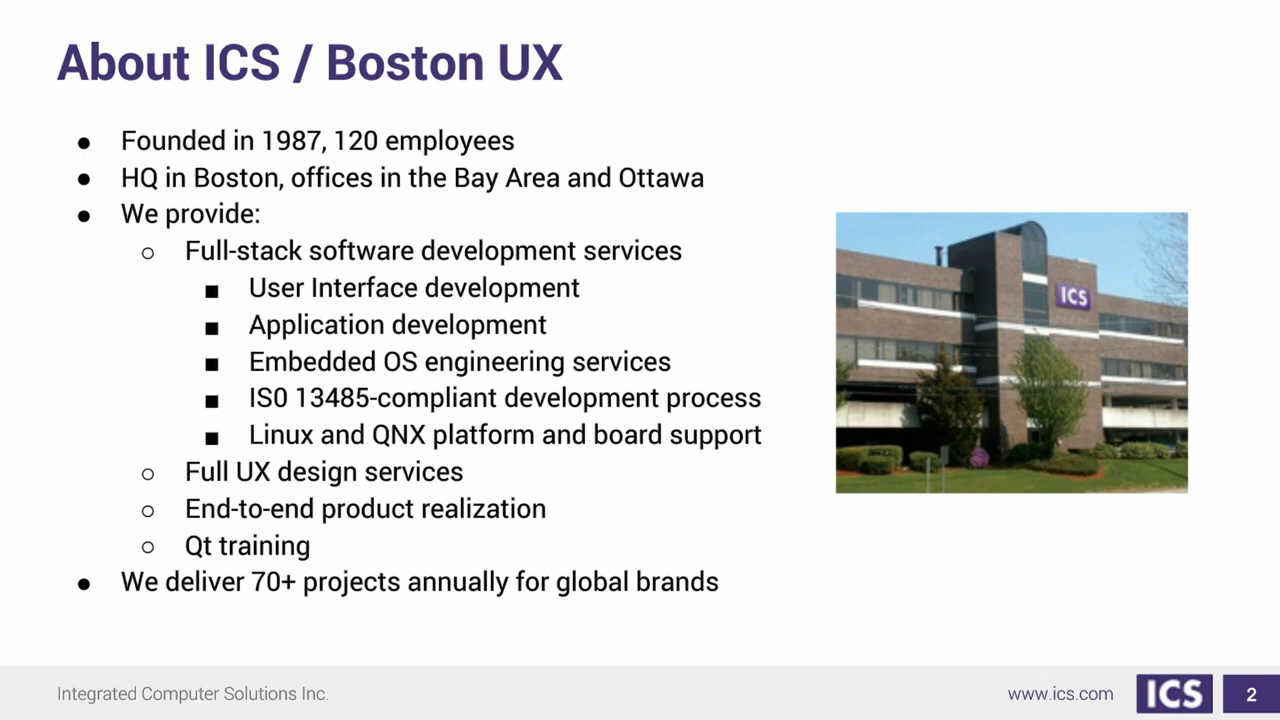 About ICS / Boston UX
● Founded in 1987, 120 employees
● HQ in Boston, offices in the Bay Area and Ottawa
● We provide:
○ Full-stack software development services
■ User Interface development
■ Application development
■ Embedded OS engineering services
■ IS0 13485-compliant development process
■ Linux and QNX platform and board support
○ Full UX design services
○ End-to-end product realization
○ Qt training
● We deliver 70+ projects annually for global brands
ICS
Integrated Computer Solutions Inc.
www.ics.com
ICS
2